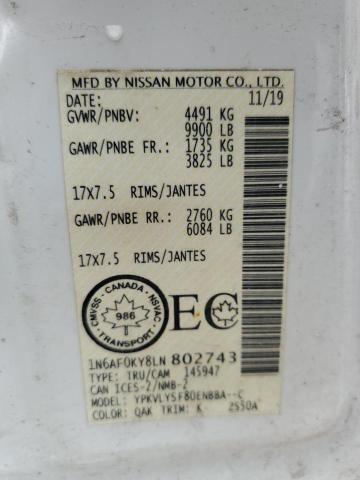 MFD BY NISSAN MOTOR CO., LTD.
DATE: 11/19
GVWR/PNBV: 4491 KG
9900 LB
GAWR/PNBE FR.: 1735 KG
3825 LB
17X7.5 RIMS/JANTES
GAWR/PNBE RR.: 2760 KG
6084 LB
17X7.5 RIMS/JANTES
CANADA
CMVSS NSVAC
986
TRANSPORT
EC
1N6AF0KY8LN 802743
TYPE: TRU/CAM 145947
CAN ICES-2/NMB-2
MODEL: YPKVLYSF80ENBBA--C
COLOR: QAK TRIM: K 2S50A